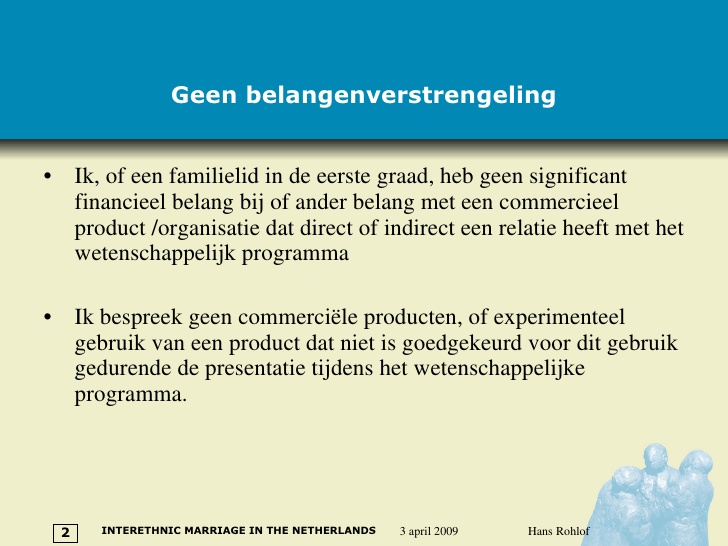 Geen belangenverstrengeling
• Ik, of een familielid in de eerste graad, heb geen significant
financieel belang bij of ander belang met een commercieel
product /organisatie dat direct of indirect een relatie heeft met het
wetenschappelijk programma
• Ik bespreek geen commerciële producten, of experimenteel
gebruik van een product dat niet is goedgekeurd voor dit gebruik
gedurende de presentatie tijdens het wetenschappelijke
programma.
2 INTERETHNIC MARRIAGE IN THE NETHERLANDS 3 april 2009 Hans Rohlof